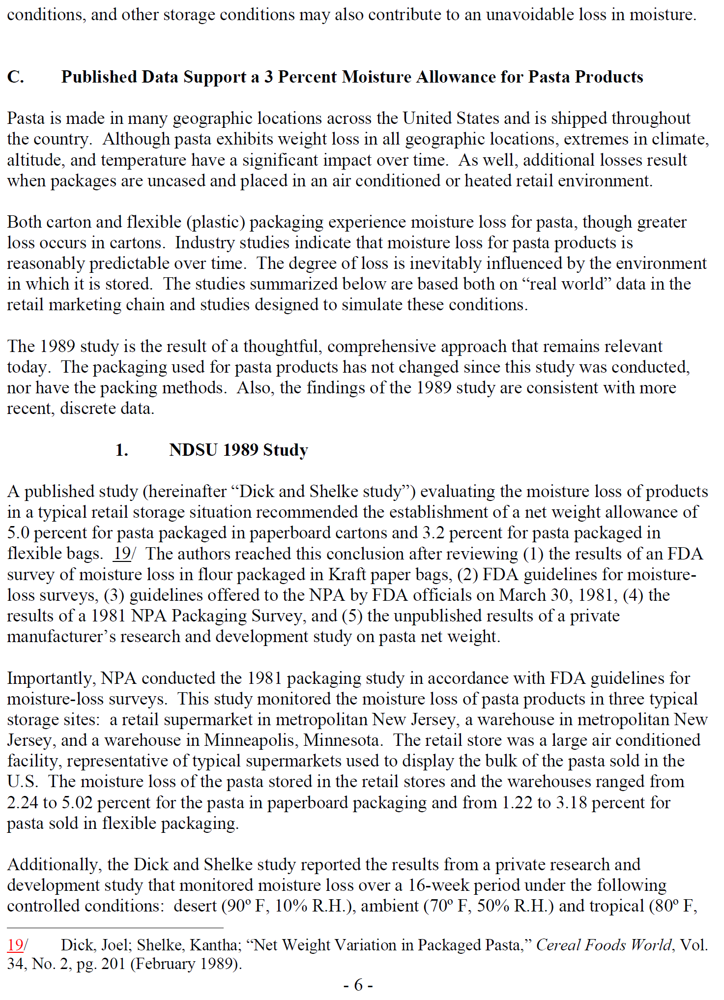 conditions, and other storage conditions may also contribute to an unavoidable loss in moisture.
C. Published Data Support a 3 Percent Moisture Allowance for Pasta Products
Pasta is made in many geographic locations across the United States and is shipped throughout
the country. Although pasta exhibits weight loss in all geographic locations, extremes in climate,
altitude, and temperature have a significant impact over time. As well, additional losses result
when packages are uncased and placed in an air conditioned or heated retail environment.
Both carton and flexible (plastic) packaging experience moisture loss for pasta, though greater
loss occurs in cartons. Industry studies indicate that moisture loss for pasta products is
reasonably predictable over time. The degree of loss is inevitably influenced by the environment
in which it is stored. The studies summarized below are based both on “real world” data in the
retail marketing chain and studies designed to simulate these conditions.
The 1989 study is the result of a thoughtful, comprehensive approach that remains relevant
today. The packaging used for pasta products has not changed since this study was conducted,
nor have the packing methods. Also, the findings of the 1989 study are consistent with more
recent, discrete data.
1. NDSU 1989 Study
A published study (hereinafter “Dick and Shelke study”) evaluating the moisture loss of products
in a typical retail storage situation recommended the establishment of a net weight allowance of
5.0 percent for pasta packaged in paperboard cartons and 3.2 percent for pasta packaged in
flexible bags. 19/ The authors reached this conclusion after reviewing (1) the results of an FDA
survey of moisture loss in flour packaged in Kraft paper bags, (2) FDA guidelines for moisture-
loss surveys, (3) guidelines offered to the NPA by FDA officials on March 30, 1981, (4) the
results of a 1981 NPA Packaging Survey, and (5) the unpublished results of a private
manufacturer’s research and development study on pasta net weight.
Importantly, NPA conducted the 1981 packaging study in accordance with FDA guidelines for
moisture-loss surveys. This study monitored the moisture loss of pasta products in three typical
storage sites: a retail supermarket in metropolitan New Jersey, a warehouse in metropolitan New
Jersey, and a warehouse in Minneapolis, Minnesota. The retail store was a large air conditioned
facility, representative of typical supermarkets used to display the bulk of the pasta sold in the
U.S. The moisture loss of the pasta stored in the retail stores and the warehouses ranged from
2.24 to 5.02 percent for the pasta in paperboard packaging and from 1.22 to 3.18 percent for
pasta sold in flexible packaging.
Additionally, the Dick and Shelke study reported the results from a private research and
development study that monitored moisture loss over a 16-week period under the following
controlled conditions: desert (90º F, 10% R.H.), ambient (70º F, 50% R.H.) and tropical (80º F,
19/ Dick, Joel; Shelke, Kantha; “Net Weight Variation in Packaged Pasta,” Cereal Foods World, Vol.
34, No. 2, pg. 201 (February 1989).
- 6 -